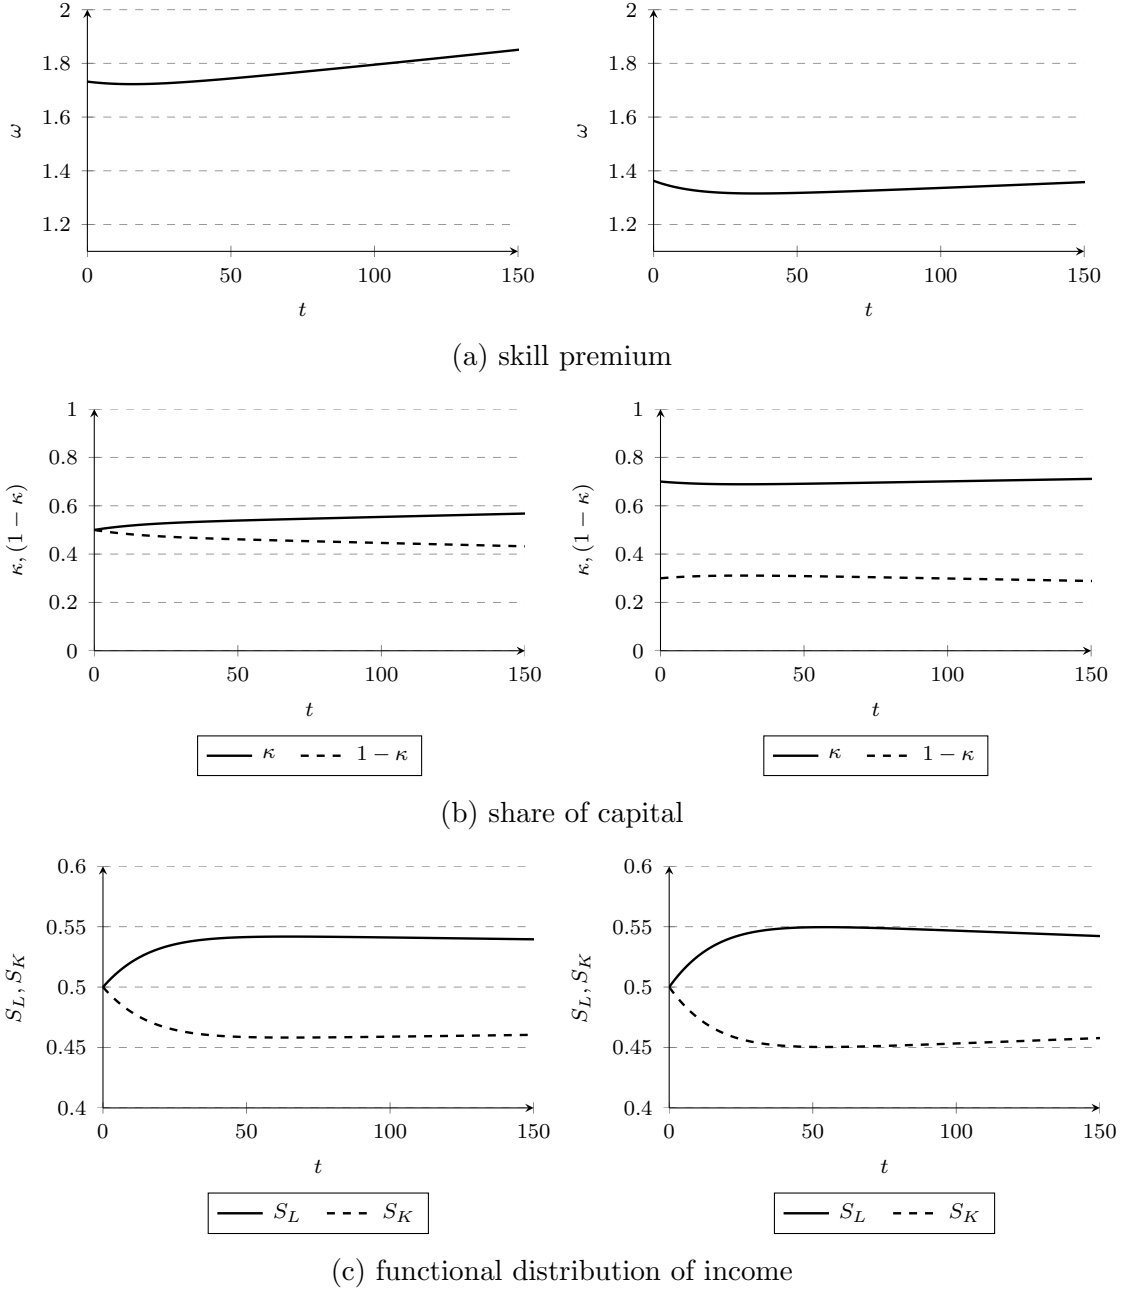 2
1.8
1.6
1.4
1.2
ω
0 50 100 150
t
2
1.8
1.6
1.4
1.2
ω
0 50 100 150
t
(a) skill premium
1
0.8
0.6
0.4
0.2
0
κ, (1 − κ)
0 50 100 150
t
κ 1 − κ
1
0.8
0.6
0.4
0.2
0
κ, (1 − κ)
0 50 100 150
t
κ 1 − κ
(b) share of capital
0.6
0.55
0.5
0.45
0.4
S_L, S_K
0 50 100 150
t
S_L S_K
0.6
0.55
0.5
0.45
0.4
S_L, S_K
0 50 100 150
t
S_L S_K
(c) functional distribution of income